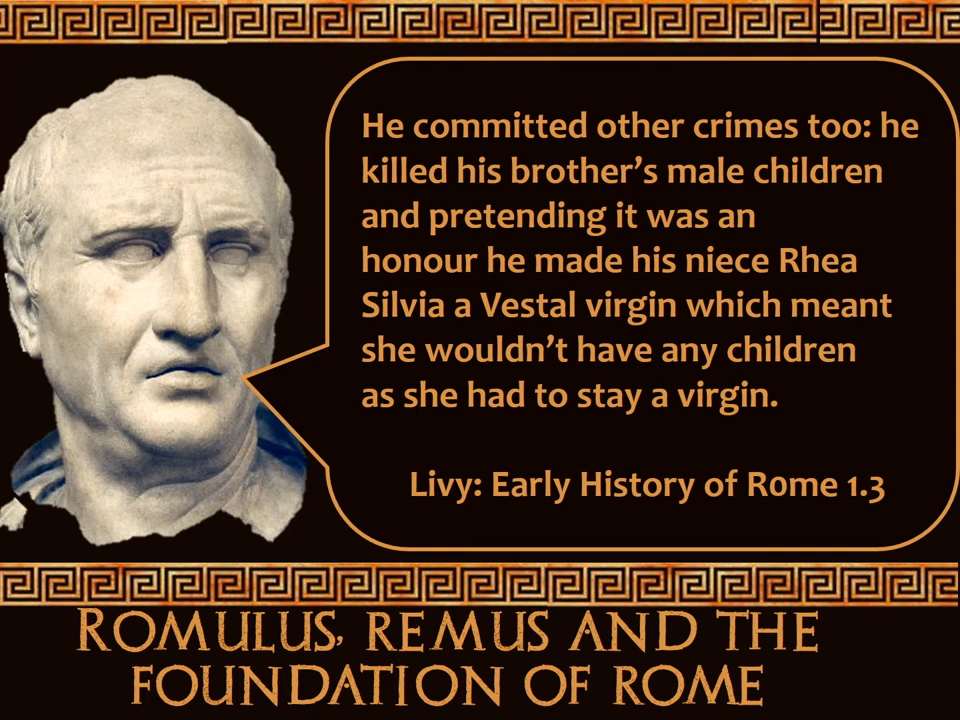 He committed other crimes too: he
killed his brother’s male children
and pretending it was an
honour he made his niece Rhea
Silvia a Vestal virgin which meant
she wouldn’t have any children
as she had to stay a virgin.
Livy: Early History of R0me 1.3
ROMULUS, REMUS AND THE
FOUNDATION OF ROME